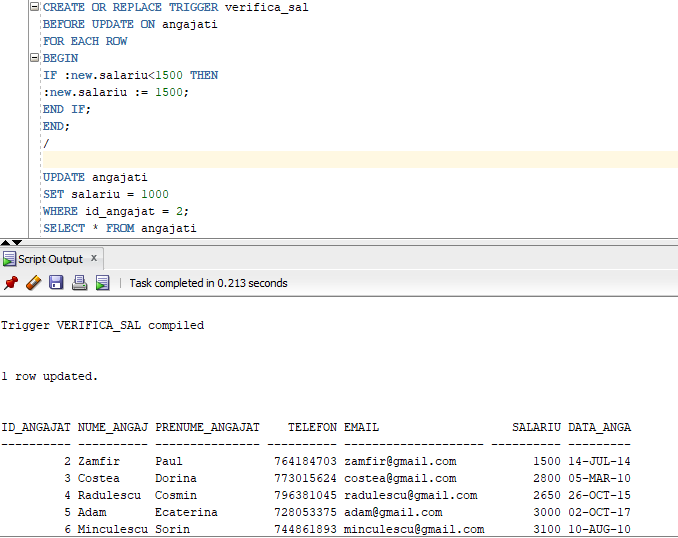 CREATE OR REPLACE TRIGGER verifica_sal
BEFORE UPDATE ON angajati
FOR EACH ROW
BEGIN
IF :new.salariu<1500 THEN
:new.salariu := 1500;
END IF;
END;
/
UPDATE angajati
SET salariu = 1000
WHERE id_angajat = 2;
SELECT * FROM angajati
Script Output x
Task completed in 0.213 seconds
Trigger VERIFICA_SAL compiled
1 row updated.
ID_ANGAJAT NUME_ANGAJ PRENUME_ANGAJAT    TELEFON EMAIL                   SALARIU DATA_ANGA
---------- ---------- --------------- ---------- -------------------- ---------- ---------
         2 Zamfir     Paul             764184703 zamfir@gmail.com           1500 14-JUL-14
         3 Costea     Dorina           773015624 costea@gmail.com           2800 05-MAR-10
         4 Radulescu  Cosmin           796381045 radulescu@gmail.com        2650 26-OCT-15
         5 Adam       Ecaterina        728053375 adam@gmail.com             3000 02-OCT-17
         6 Minculescu Sorin            744861893 minculescu@gmail.com       3100 10-AUG-10